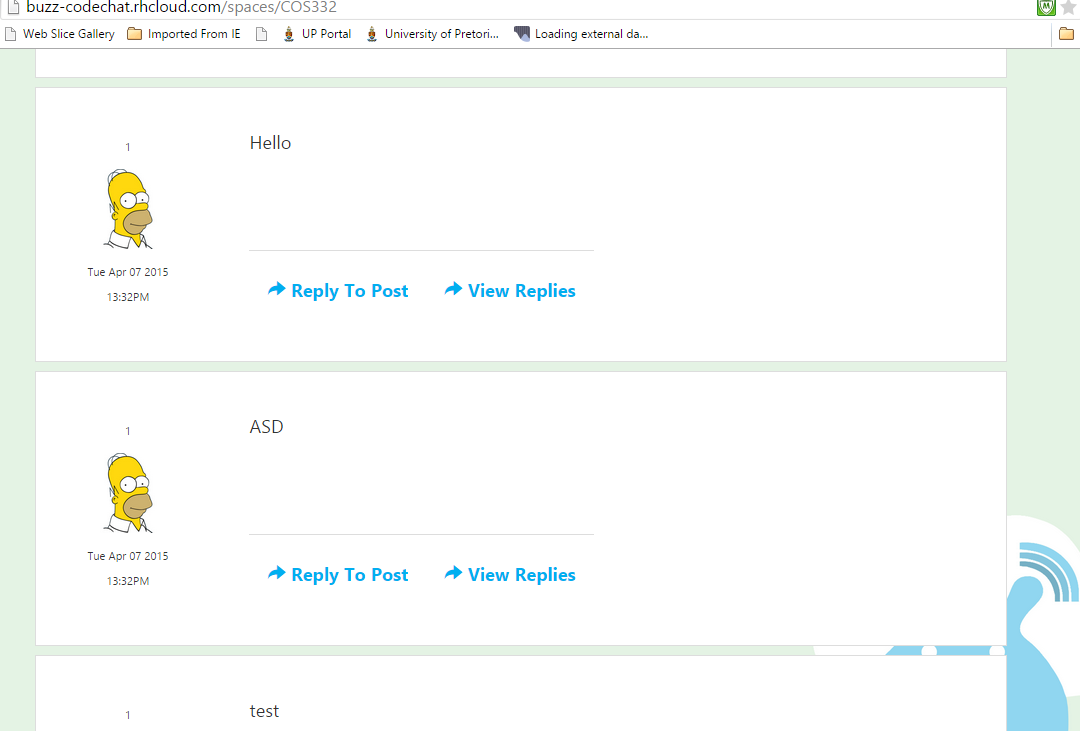 buzz-codechat.rhcloud.com/spaces/COS332
Web Slice Gallery Imported From IE UP Portal University of Pretori... Loading external da...
1
Hello
Tue Apr 07 2015
13:32PM
Reply To Post View Replies
1
ASD
Tue Apr 07 2015
13:32PM
Reply To Post View Replies
1
test